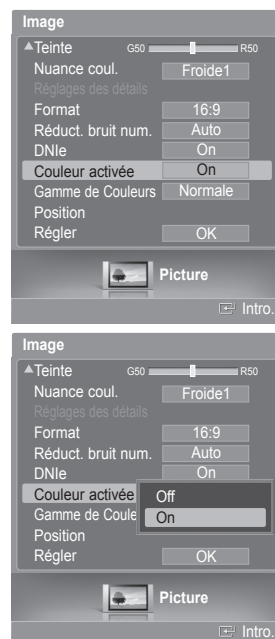 Image
▲Teinte G50 R50
Nuance coul. Froide1
Réglages des détails
Format 16:9
Réduct. bruit num. Auto
DNIe On
Couleur activée On
Gamme de Couleurs Normale
Position
Régler OK
Picture
Intro.
Image
▲Teinte G50 R50
Nuance coul. Froide1
Réglages des détails
Format 16:9
Réduct. bruit num. Auto
DNIe On
Couleur activée Off
Gamme de Coule On
Position
Régler OK
Picture
Intro.